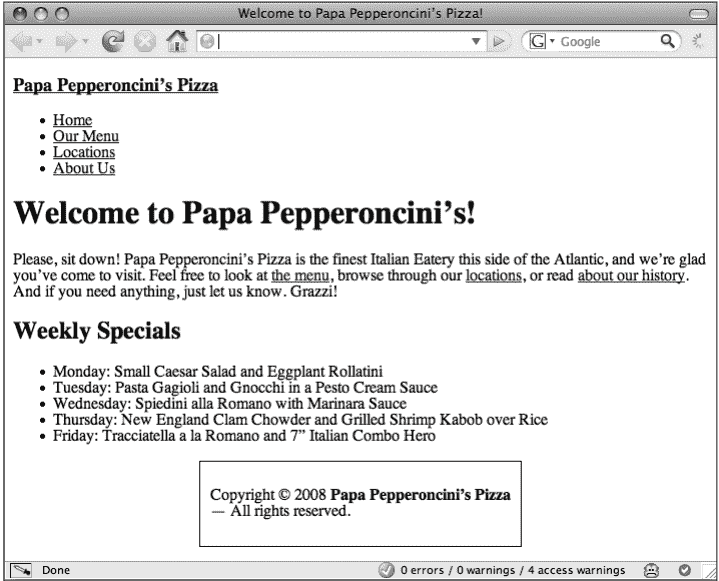 Welcome to Papa Pepperoncini's Pizza!
G Google
Papa Pepperoncini's Pizza
Home
Our Menu
Locations
About Us
Welcome to Papa Pepperoncini's!
Please, sit down! Papa Pepperoncini's Pizza is the finest Italian Eatery this side of the Atlantic, and we're glad
you've come to visit. Feel free to look at the menu, browse through our locations, or read about our history.
And if you need anything, just let us know. Grazzi!
Weekly Specials
Monday: Small Caesar Salad and Eggplant Rollatini
Tuesday: Pasta Gagioli and Gnocchi in a Pesto Cream Sauce
Wednesday: Spiedini alla Romano with Marinara Sauce
Thursday: New England Clam Chowder and Grilled Shrimp Kabob over Rice
Friday: Tracciatella a la Romano and 7” Italian Combo Hero
Copyright © 2008 Papa Pepperoncini's Pizza
— All rights reserved.
Done
0 errors / 0 warnings / 4 access warnings